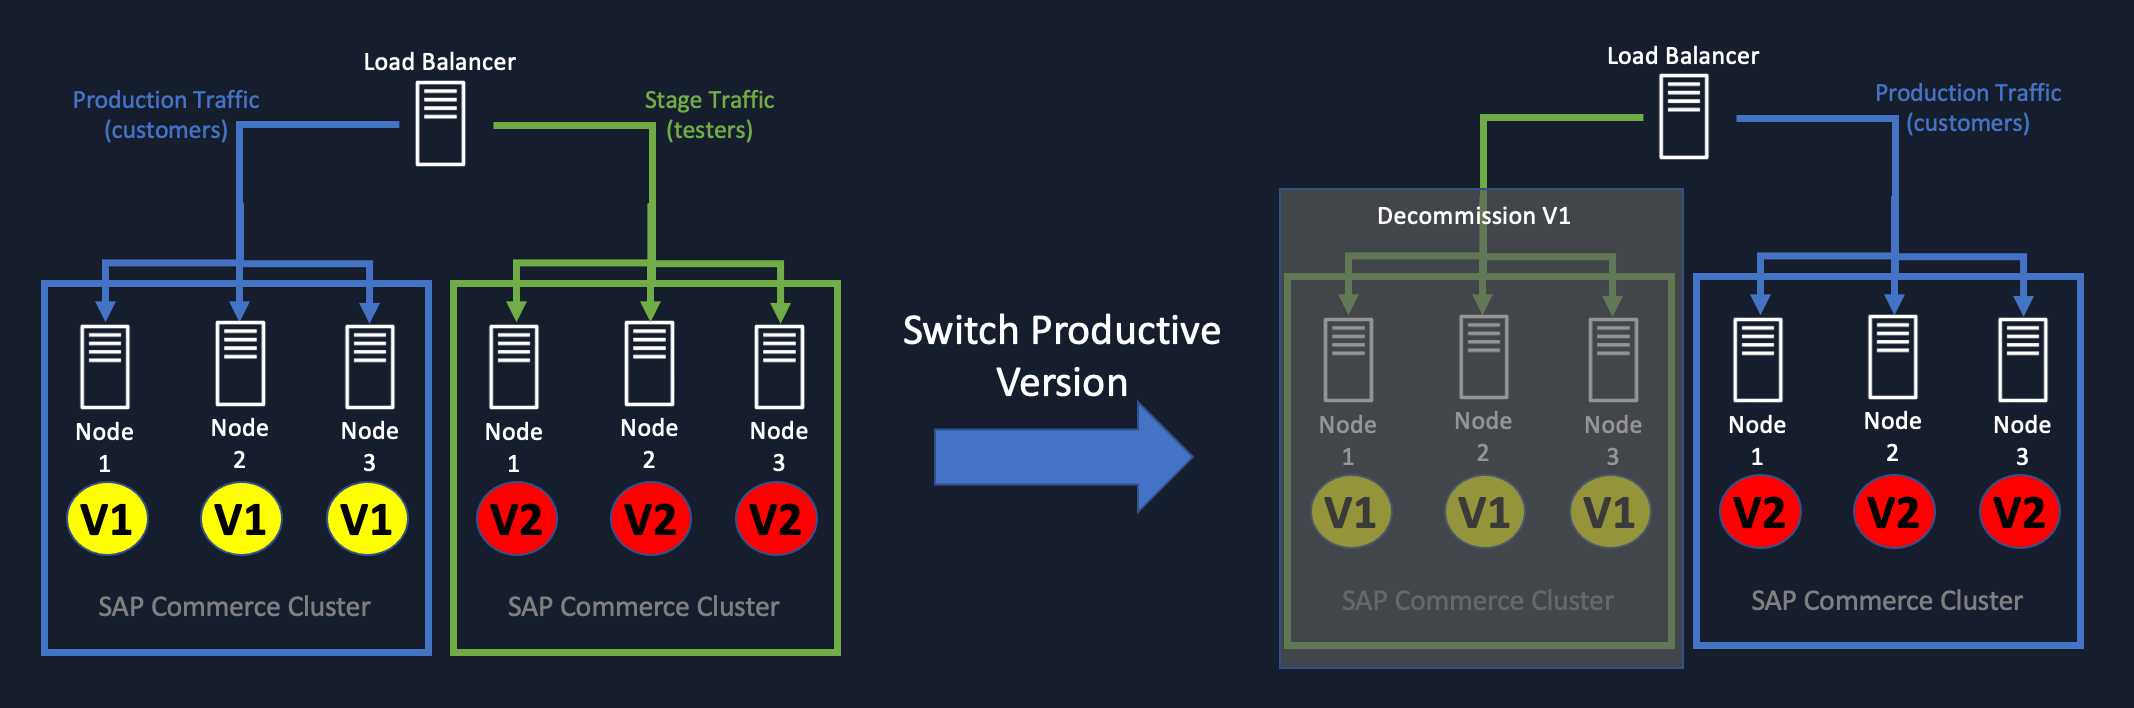 Load Balancer
Production Traffic
(customers)
Stage Traffic
(testers)
Node
1
Node
2
Node
3
V1
V1
V1
SAP Commerce Cluster
Node
1
Node
2
Node
3
V2
V2
V2
SAP Commerce Cluster
Switch Productive
Version
Load Balancer
Production Traffic
(customers)
Decommission V1
Node
1
Node
2
Node
3
V1
V1
V1
SAP Commerce Cluster
Node
1
Node
2
Node
3
V2
V2
V2
SAP Commerce Cluster